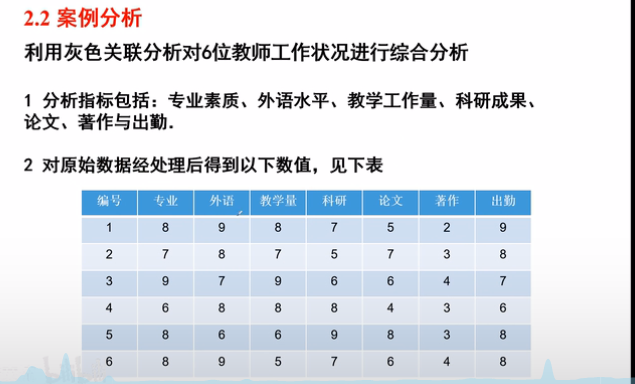 2.2 案例分析
利用灰色关联分析对6位教师工作状况进行综合分析
1 分析指标包括：专业素质、外语水平、教学工作量、科研成果、
论文、著作与出勤.
2 对原始数据经处理后得到以下数值，见下表
编号 专业 外语 教学量 科研 论文 著作 出勤
1 8 9 8 7 5 2 9
2 7 8 7 5 7 3 8
3 9 7 9 6 6 4 7
4 6 8 8 8 4 3 6
5 8 6 6 9 8 3 8
6 8 9 5 7 6 4 8